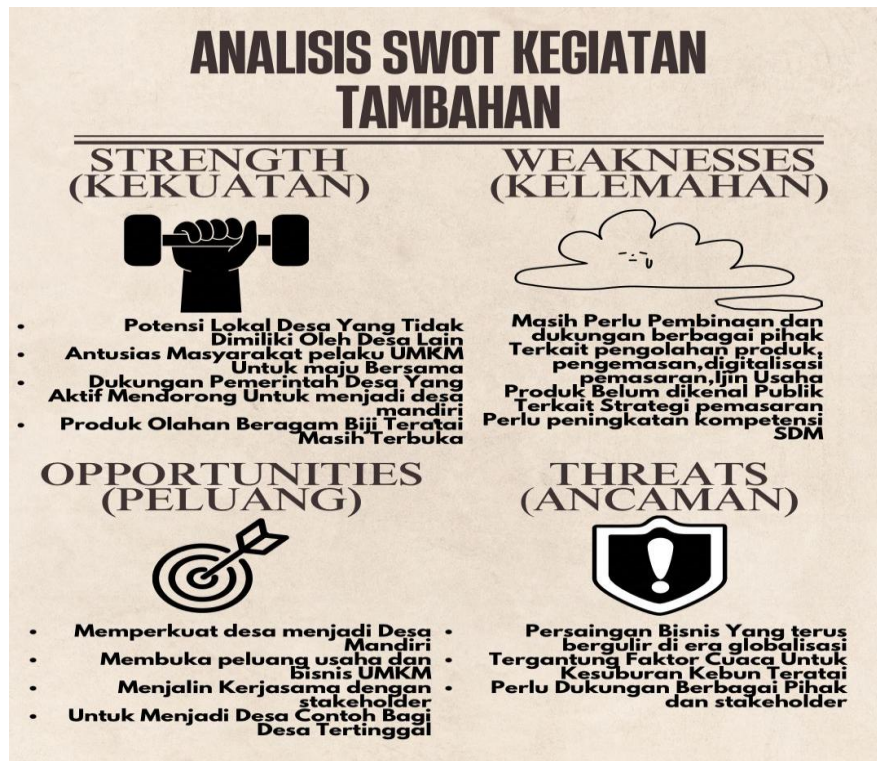 ANALISIS SWOT KEGIATAN
TAMBAHAN
STRENGTH
(KEKUATAN)
• Potensi Lokal Desa Yang Tidak
Dimiliki Oleh Desa Lain
• Antusias Masyarakat pelaku UMKM
Untuk maju Bersama
• Dukungan Pemerintah Desa Yang
Aktif Mendorong Untuk menjadi desa
mandiri
• Produk Olahan Beragam Biji Teratai
Masih Terbuka
WEAKNESSES
(KELEMAHAN)
Masih Perlu Pembinaan dan
dukungan berbagai pihak
Terkait pengolahan produk,
pengemasan,digitalisasi
pemasaran,Ijin Usaha
Produk Belum dikenal Publik
Terkait Strategi pemasaran
Perlu peningkatan kompetensi
SDM
OPPORTUNITIES
(PELUANG)
• Memperkuat desa menjadi Desa
Mandiri
• Membuka peluang usaha dan
bisnis UMKM
• Menjalin Kerjasama dengan
stakeholder
• Untuk Menjadi Desa Contoh Bagi
Desa Tertinggal
THREATS
(ANCAMAN)
• Persaingan Bisnis Yang terus
bergulir di era globalisasi
• Tergantung Faktor Cuaca Untuk
Kesuburan Kebun Teratai
• Perlu Dukungan Berbagai Pihak
dan stakeholder